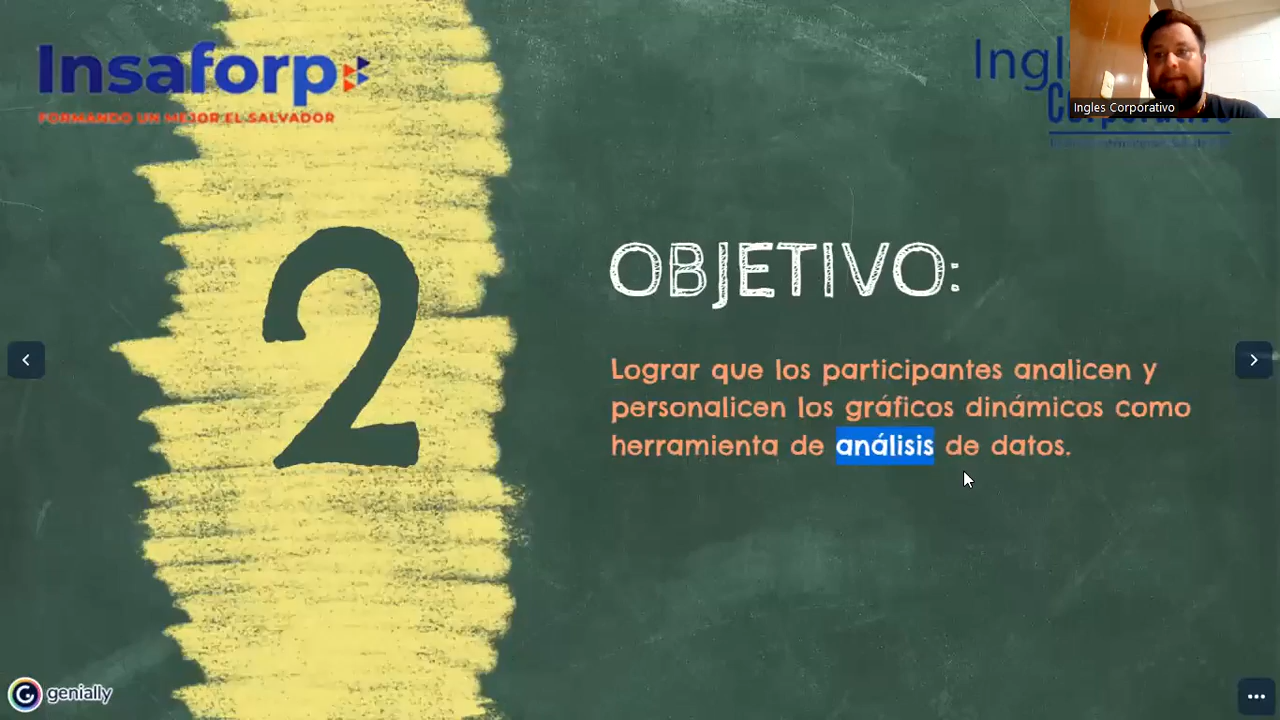 Insaforp
FORMANDO UN MEJOR EL SALVADOR
Ingles Corporativo
2
OBJETIVO:
Lograr que los participantes analicen y
personalicen los gráficos dinámicos como
herramienta de análisis de datos.
genially